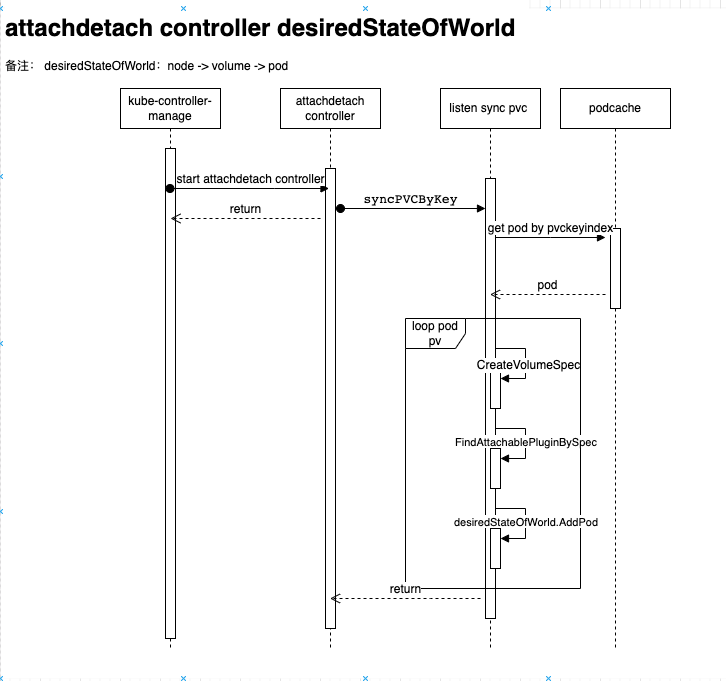 attachdetach controller desiredStateOfWorld
备注： desiredStateOfWorld：node -> volume -> pod
kube-controller-
manage
attachdetach
controller
listen sync pvc
podcache
start attachdetach controller
return
syncPVCByKey
get pod by pvckeyindex
pod
loop pod
pv
CreateVolumeSpec
FindAttachablePluginBySpec
desiredStateOfWorld.AddPod
return